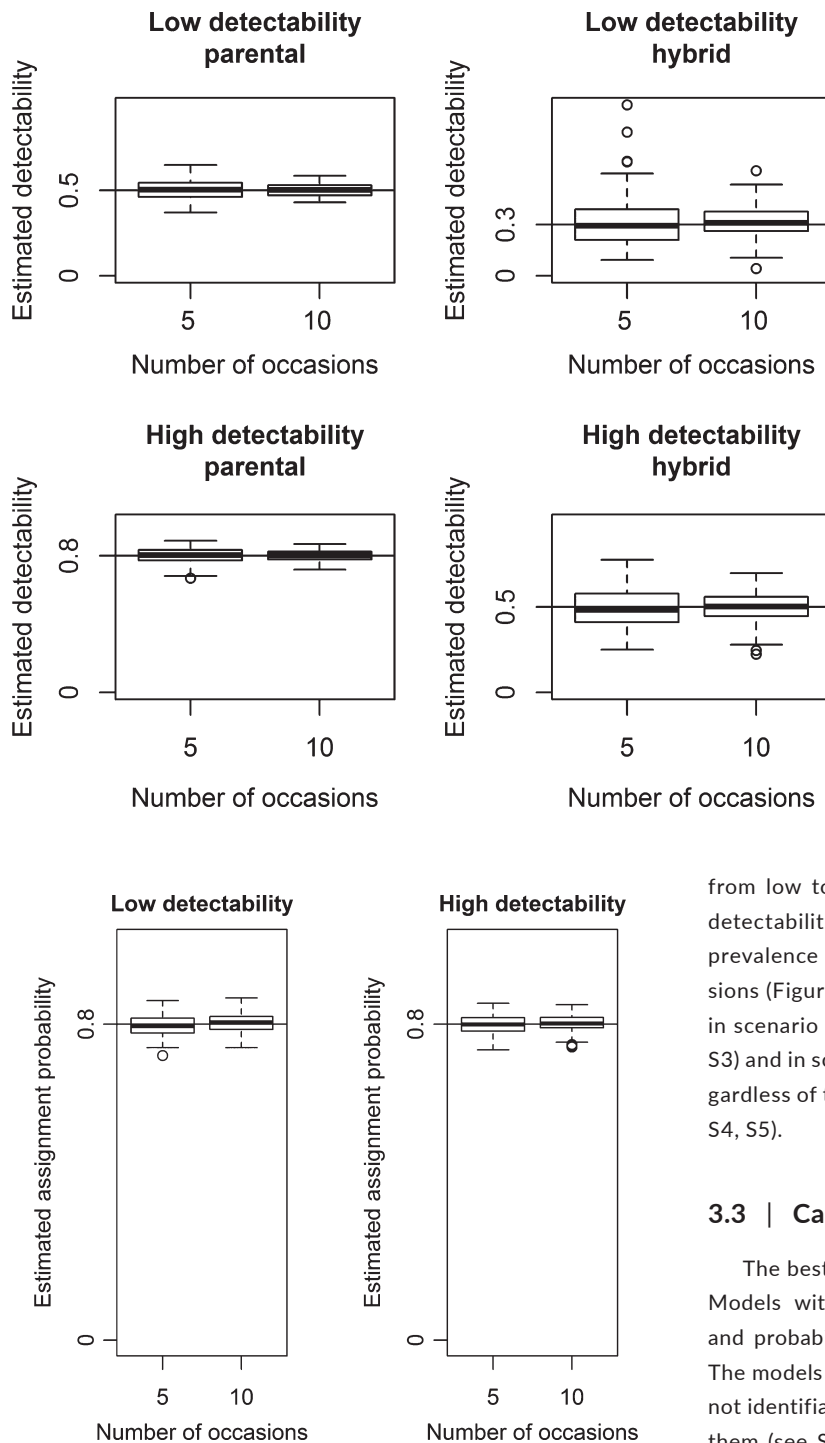 Low detectability
parental
Estimated detectability
0.5
0
5
10
Number of occasions
Low detectability
hybrid
Estimated detectability
0.3
0
5
10
Number of occasions
High detectability
parental
Estimated detectability
0.8
0
5
10
Number of occasions
High detectability
hybrid
Estimated detectability
0.5
0
5
10
Number of occasions
Low detectability
Estimated assignment probability
0.8
0
5
10
Number of occasions
High detectability
Estimated assignment probability
0.8
0
5
10
Number of occasions
from low to
detectabilit
prevalence
sions (Figur
in scenario
S3) and in sc
gardless of t
S4, S5).
3.3 | Ca
The best
Models wit
and probab
The models
not identifia
them (see S